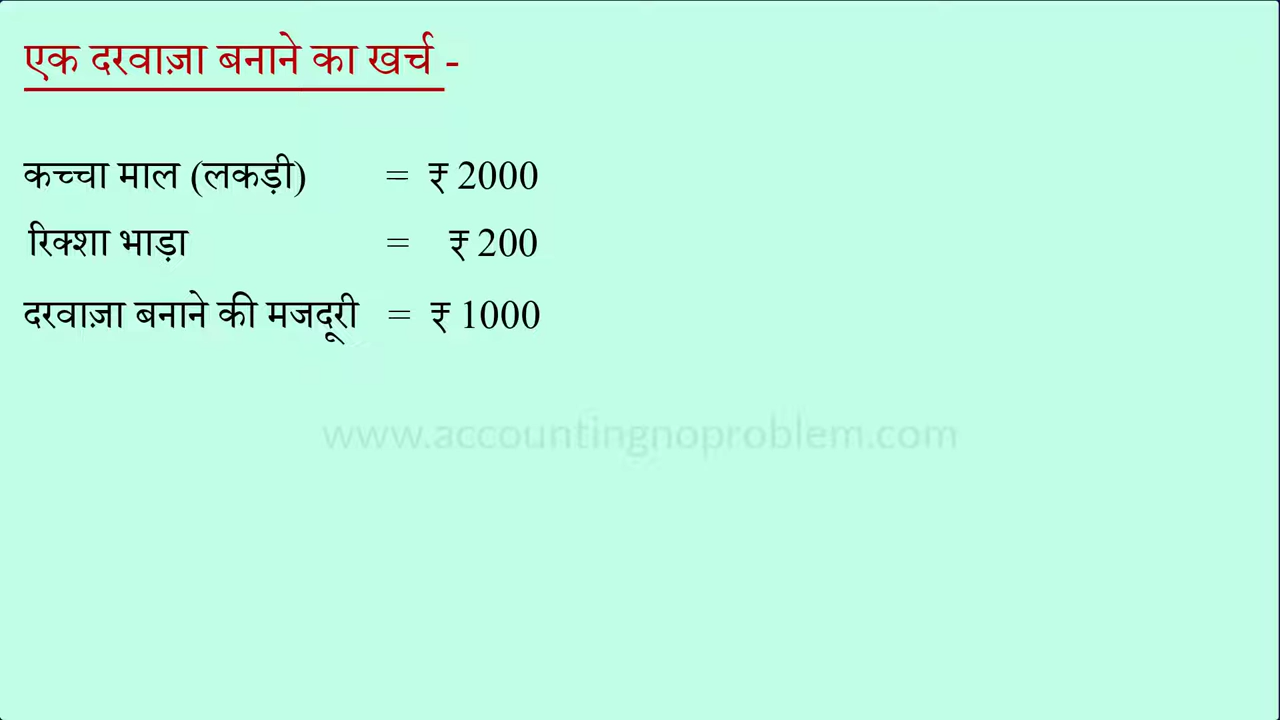 एक दरवाज़ा बनाने का खर्च -
कच्चा माल (लकड़ी) = ₹ 2000
रिक्शा भाड़ा = ₹ 200
दरवाज़ा बनाने की मजदूरी = ₹ 1000
www.accountingnoproblem.com